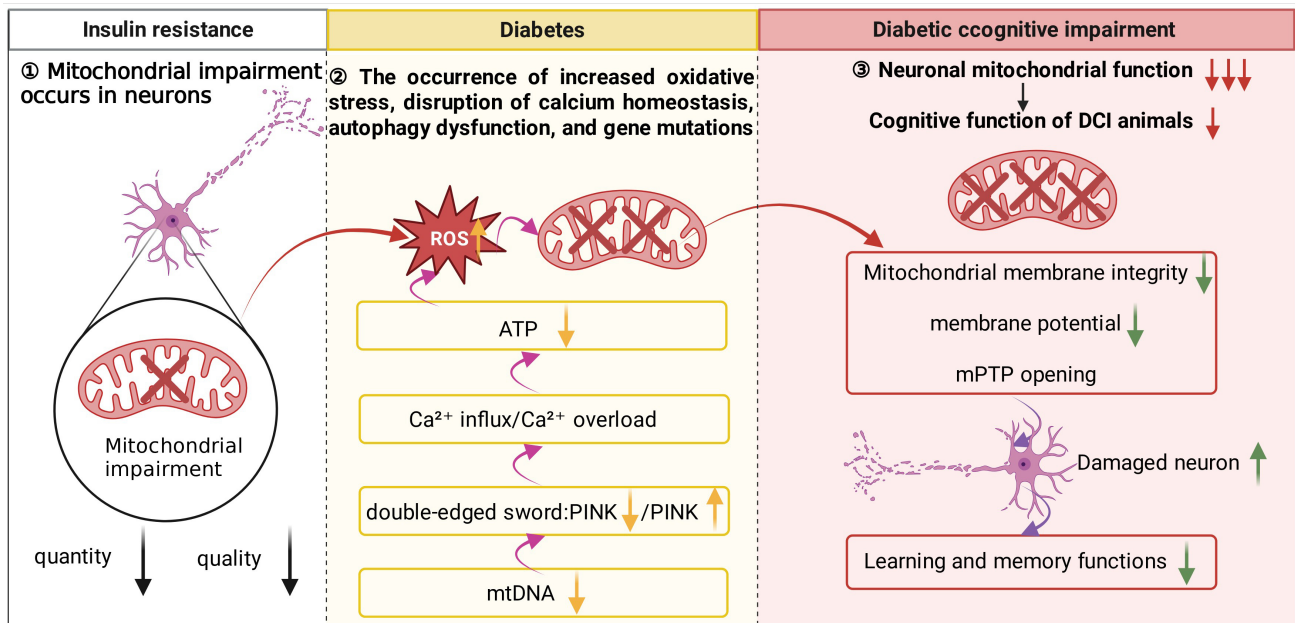 Insulin resistance
Diabetes
Diabetic ccognitive impairment
① Mitochondrial impairment
occurs in neurons
Mitochondrial
impairment
quantity
quality
② The occurrence of increased oxidative
stress, disruption of calcium homeostasis,
autophagy dysfunction, and gene mutations
ROS
ATP
Ca²⁺ influx/Ca²⁺ overload
double-edged sword:PINK /PINK
mtDNA
③ Neuronal mitochondrial function
Cognitive function of DCI animals
Mitochondrial membrane integrity
membrane potential
mPTP opening
Damaged neuron
Learning and memory functions